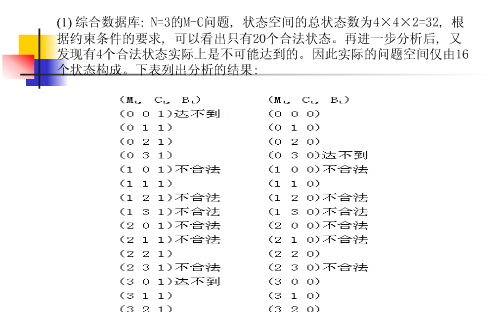 (1) 综合数据库: N=3的M-C问题, 状态空间的总状态数为4×4×2=32, 根
据约束条件的要求, 可以看出只有20个合法状态。再进一步分析后, 又
发现有4个合法状态实际上是不可能达到的。因此实际的问题空间仅由16
个状态构成。下表列出分析的结果:
(M_L, C_L, B_L) (M_L, C_L, B_L)
(0 0 1)达不到 (0 0 0)
(0 1 1) (0 1 0)
(0 2 1) (0 2 0)
(0 3 1) (0 3 0)达不到
(1 0 1)不合法 (1 0 0)不合法
(1 1 1) (1 1 0)
(1 2 1)不合法 (1 2 0)不合法
(1 3 1)不合法 (1 3 0)不合法
(2 0 1)不合法 (2 0 0)不合法
(2 1 1)不合法 (2 1 0)不合法
(2 2 1) (2 2 0)
(2 3 1)不合法 (2 3 0)不合法
(3 0 1)达不到 (3 0 0)
(3 1 1) (3 1 0)
(3 2 1) (3 2 0)